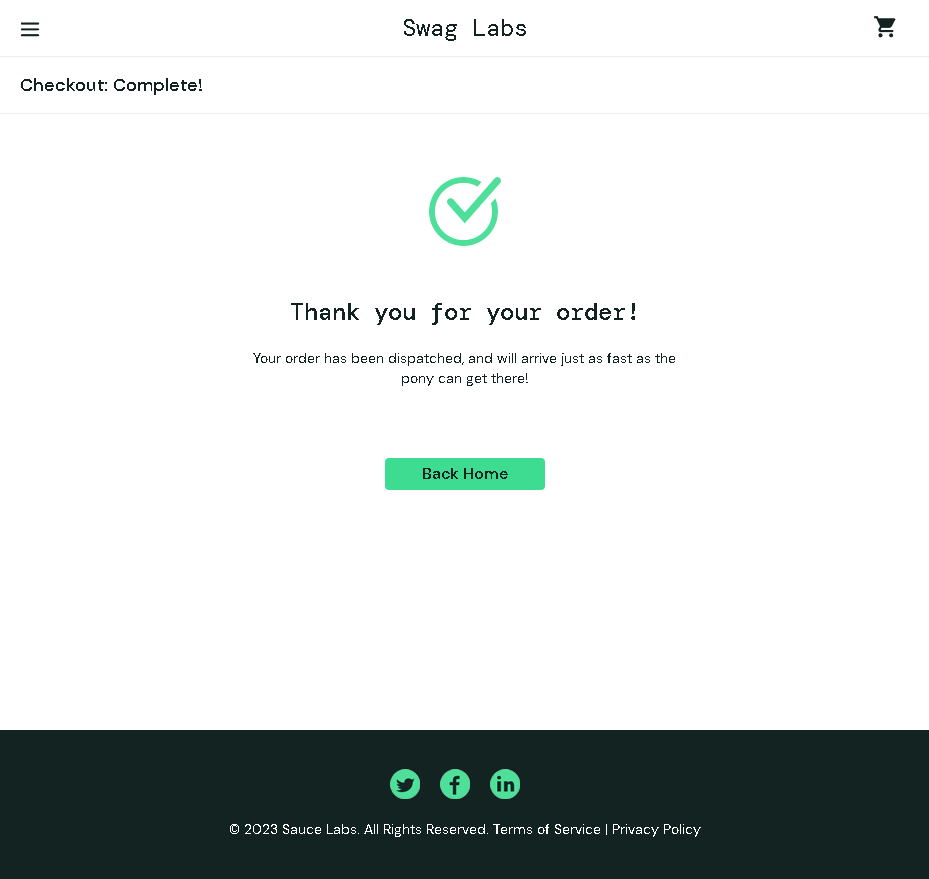 Swag Labs
Checkout: Complete!
Thank you for your order!
Your order has been dispatched, and will arrive just as fast as the
pony can get there!
Back Home
© 2023 Sauce Labs. All Rights Reserved. Terms of Service | Privacy Policy